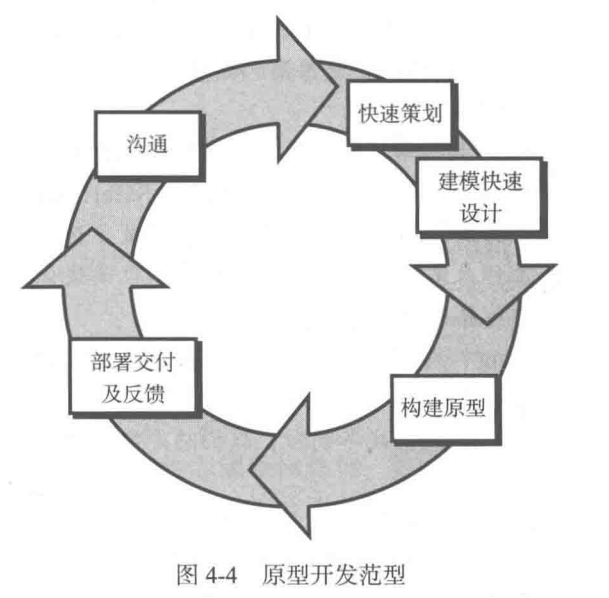 沟通
快速策划
建模快速
设计
构建原型
部署交付
及反馈
图 4-4 原型开发范型